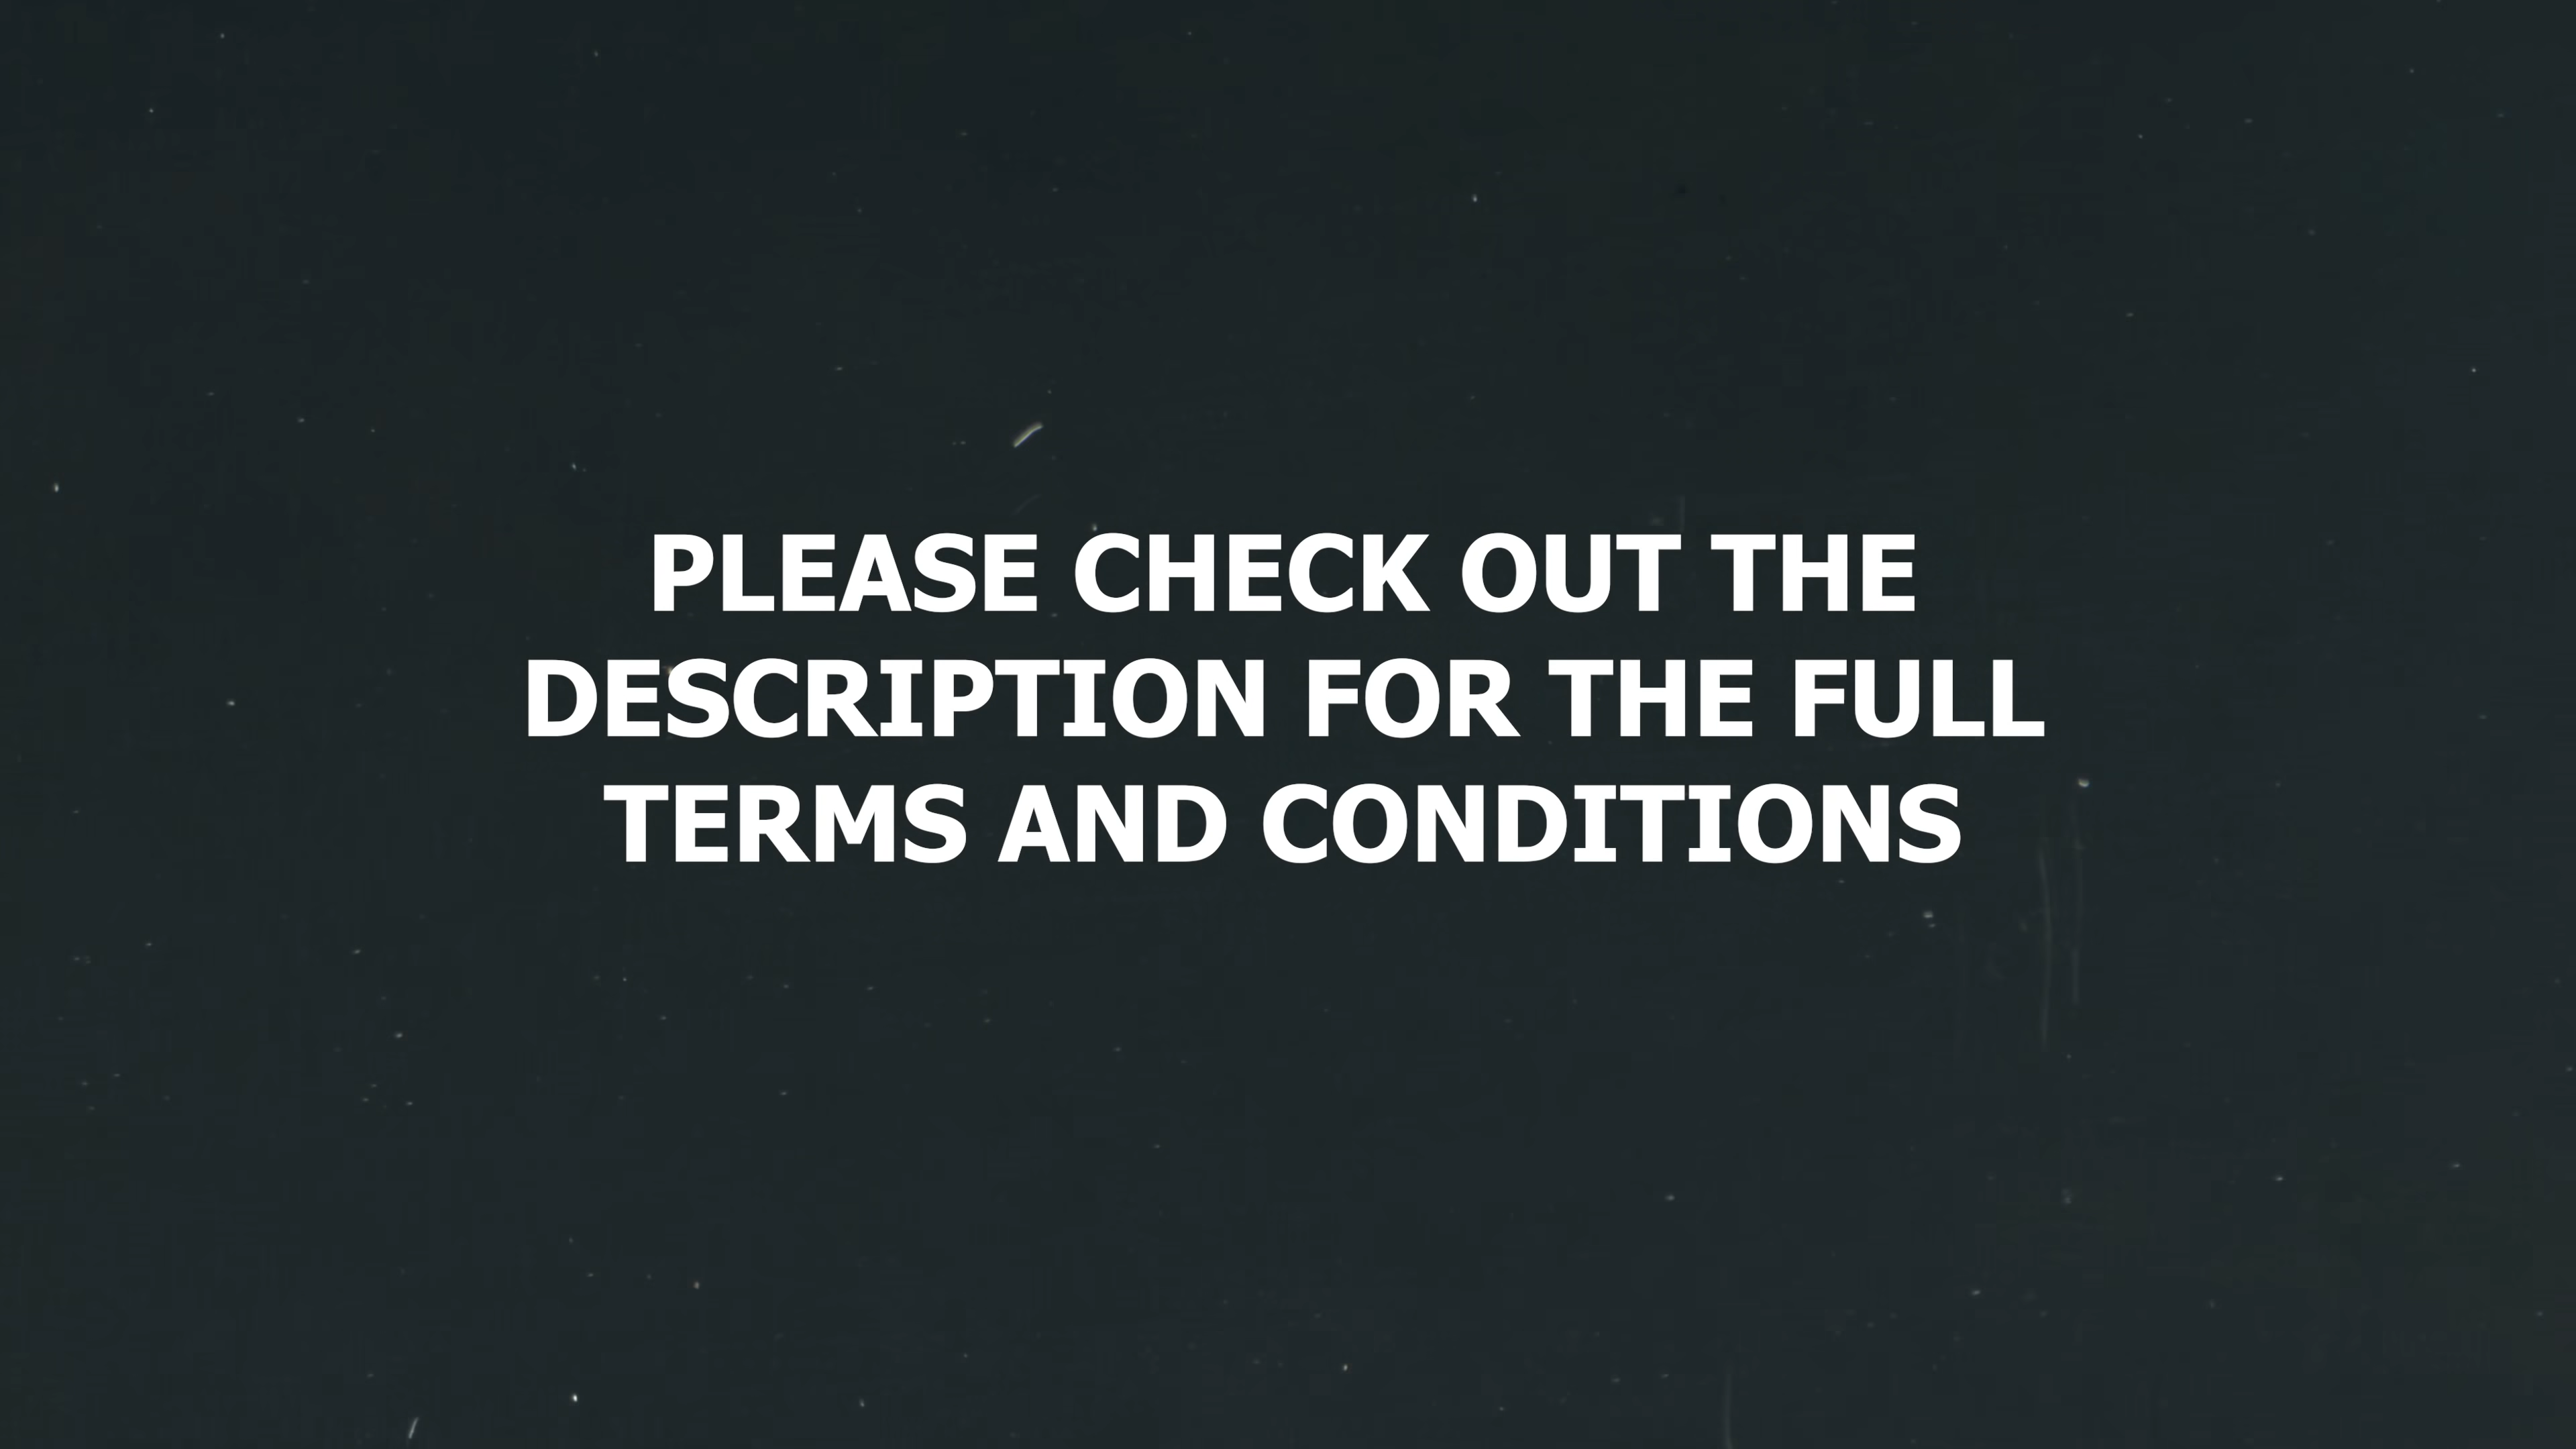 PLEASE CHECK OUT THE
DESCRIPTION FOR THE FULL
TERMS AND CONDITIONS